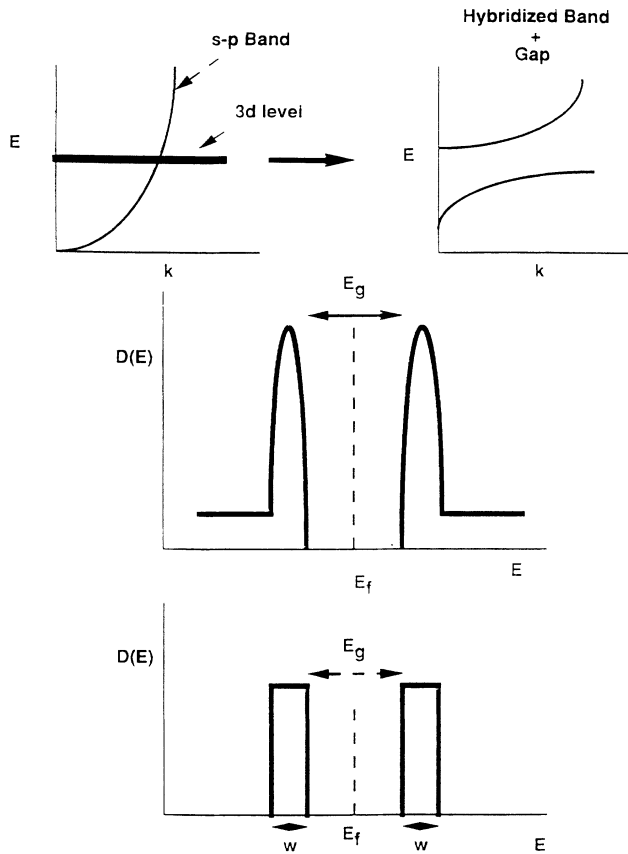 Hybridized Band
+
Gap
s-p Band
3d level
E
k
E
k
E_g
D(E)
E_f
E
D(E)
E_g
w
E_f
w
E